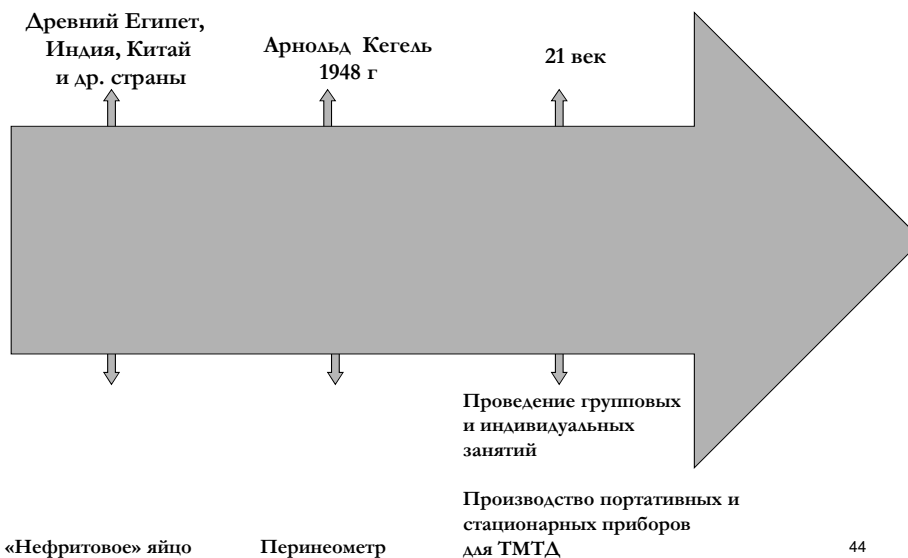 Древний Египет,
Индия, Китай
и др. страны
Арнольд Кегель
1948 г
21 век
Проведение групповых
и индивидуальных
занятий
Производство портативных и
стационарных приборов
для ТМТД
«Нефритовое» яйцо
Перинеометр
44